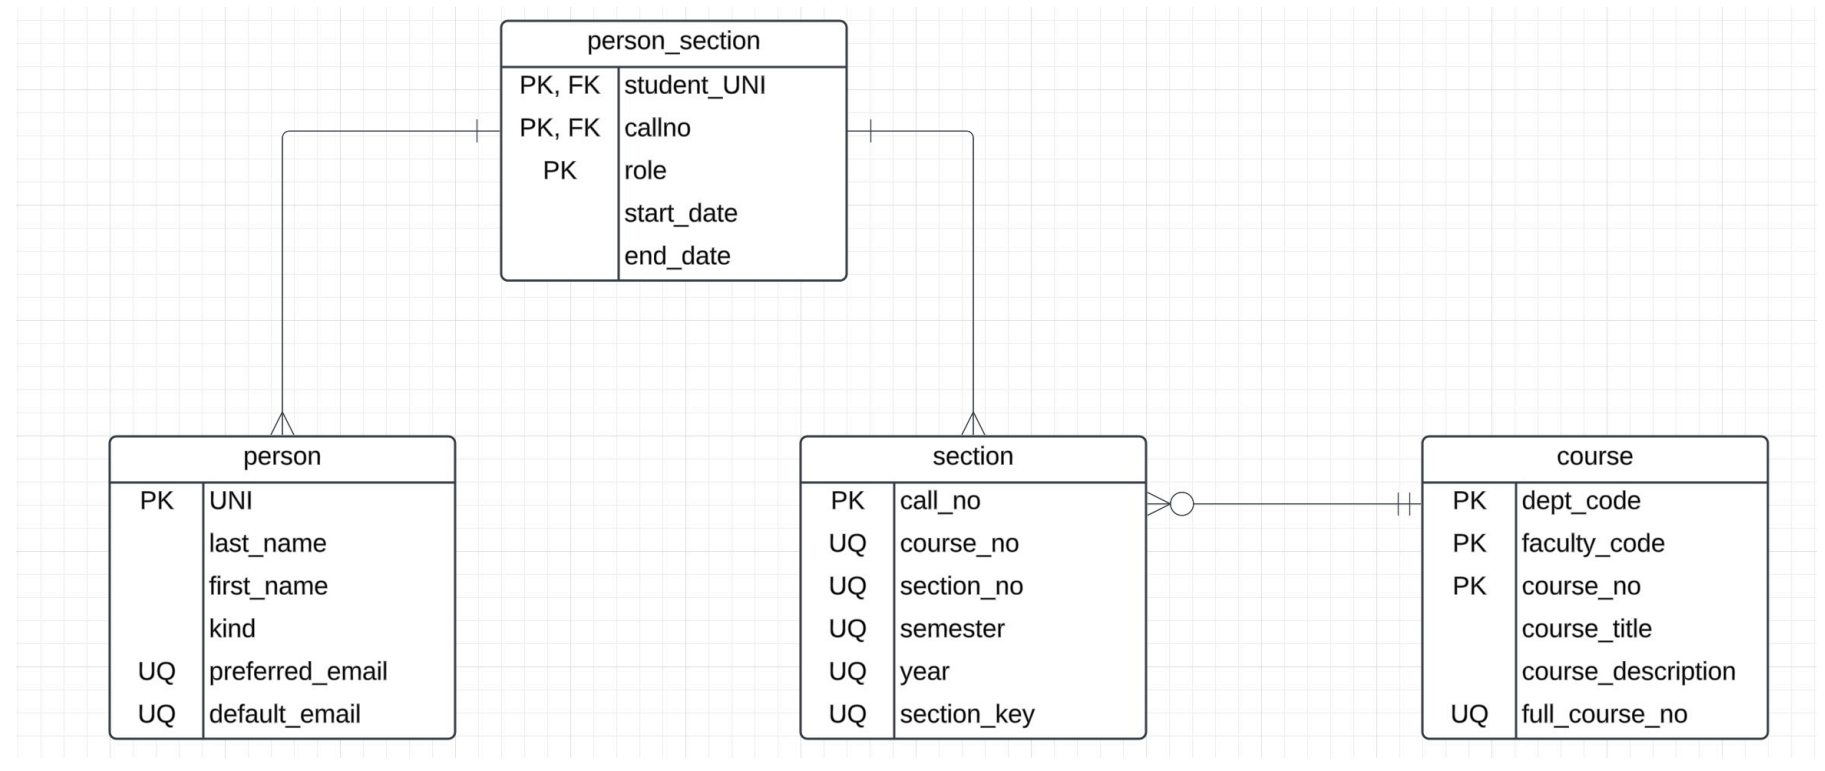 person_section
PK, FK student_UNI
PK, FK callno
PK role
start_date
end_date
person
PK UNI
last_name
first_name
kind
UQ preferred_email
UQ default_email
section
PK call_no
UQ course_no
UQ section_no
UQ semester
UQ year
UQ section_key
course
PK dept_code
PK faculty_code
PK course_no
course_title
course_description
UQ full_course_no